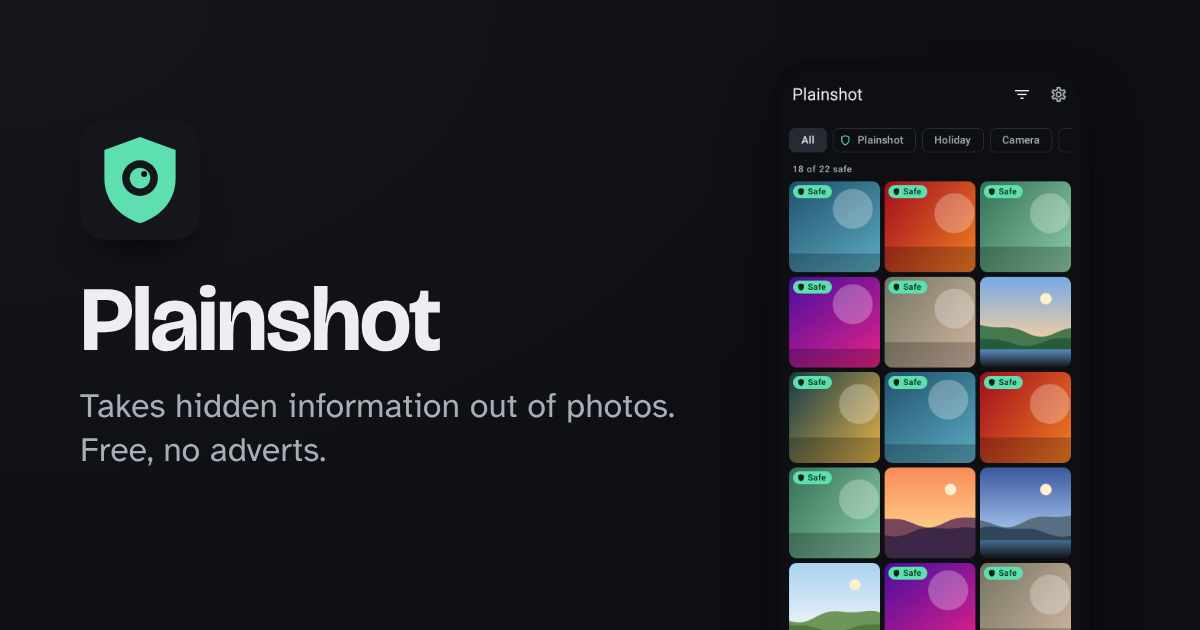 Plainshot
Takes hidden information out of photos.
Free, no adverts.
Plainshot
All Plainshot Holiday Camera
18 of 22 safe
Safe Safe Safe
Safe Safe
Safe Safe Safe
Safe
Safe Safe